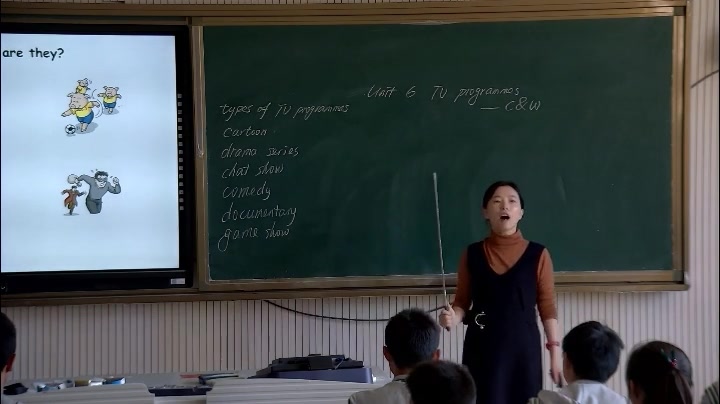 are they?
Unit 6 TV programmes
— C&W
types of TV programmes
cartoon
drama series
chat show
comedy
documentary
game show